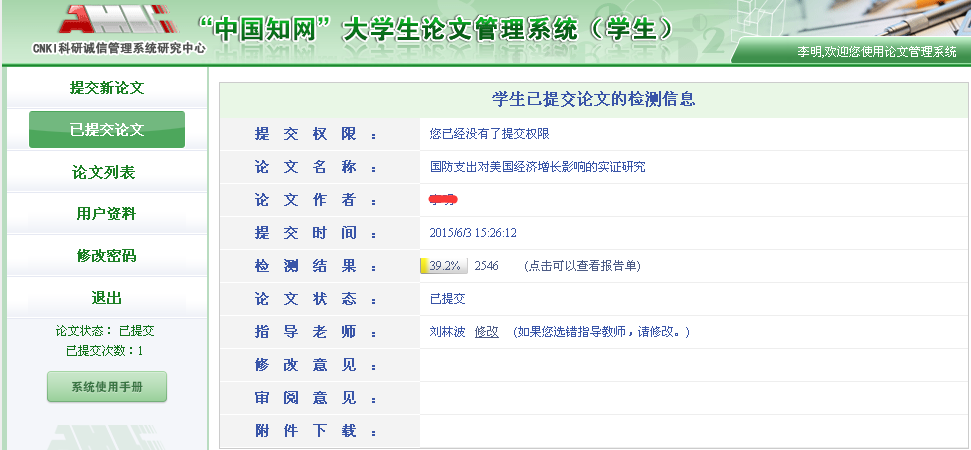 CNKI科研诚信管理系统研究中心
“中国知网”大学生论文管理系统（学生）
李明,欢迎您使用论文管理系统
提交新论文
已提交论文
论文列表
用户资料
修改密码
退出
论文状态： 已提交
已提交次数：1
系统使用手册
学生已提交论文的检测信息
提交权限： 您已经没有了提交权限
论文名称： 国防支出对美国经济增长影响的实证研究
论文作者：
提交时间： 2015/6/3 15:26:12
检测结果： 39.2% 2546 (点击可以查看报告单)
论文状态： 已提交
指导老师： 刘林波 修改 (如果您选错指导教师，请修改。)
修改意见：
审阅意见：
附件下载：